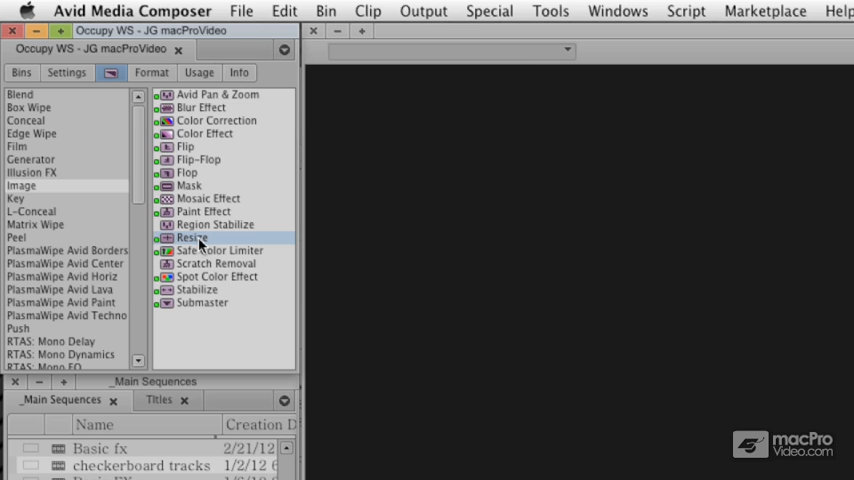 Avid Media Composer File Edit Bin Clip Output Special Tools Windows Script Marketplace Help
Occupy WS - JG macProVideo
Occupy WS - JG macProVideo
Bins Settings Format Usage Info
Blend
Box Wipe
Conceal
Edge Wipe
Film
Generator
Illusion FX
Image
Key
L-Conceal
Matrix Wipe
Peel
PlasmaWipe Avid Borders
PlasmaWipe Avid Center
PlasmaWipe Avid Horiz
PlasmaWipe Avid Lava
PlasmaWipe Avid Paint
PlasmaWipe Avid Techno
Push
RTAS: Mono Delay
RTAS: Mono Dynamics
RTAS: Mono EQ
Avid Pan & Zoom
Blur Effect
Color Correction
Color Effect
Flip
Flip-Flop
Flop
Mask
Mosaic Effect
Paint Effect
Region Stabilize
Resize
Safe Color Limiter
Scratch Removal
Spot Color Effect
Stabilize
Submaster
_Main Sequences
_Main Sequences Titles
Name Creation D
Basic fx 2/21/12
checkerboard tracks 1/2/12 6
macPro
Video.com